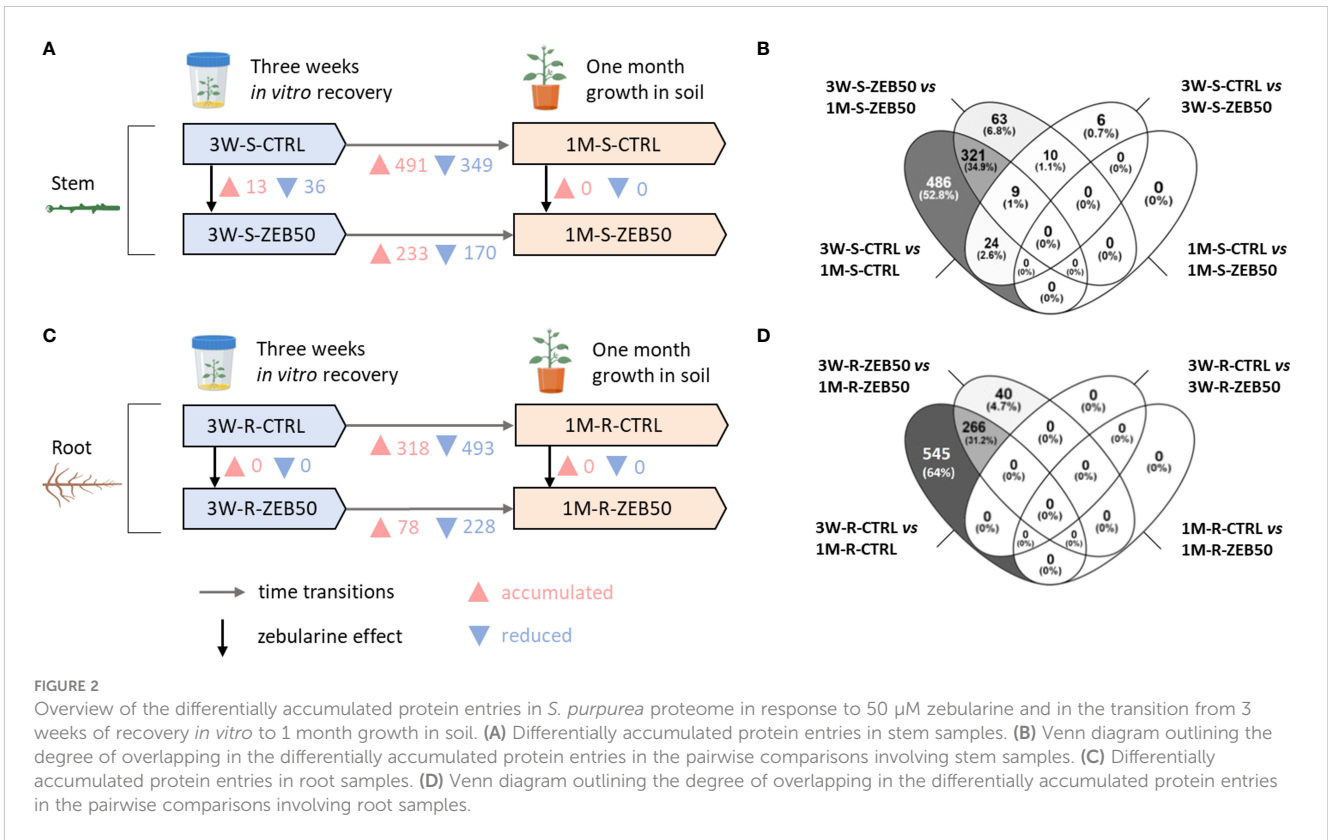 A
Three weeks
in vitro recovery
One month
growth in soil
3W-S-CTRL
1M-S-CTRL
491 349
Stem
13 36
0 0
3W-S-ZEB50
1M-S-ZEB50
233 170
B
3W-S-ZEB50 vs
1M-S-ZEB50
3W-S-CTRL vs
3W-S-ZEB50
63
(6.8%)
6
(0.7%)
321
(34.9%)
10
(1.1%)
0
(0%)
486
(52.8%)
9
(1%)
0
(0%)
0
(0%)
24
(2.6%)
0
(0%)
0
(0%)
0
(0%)
0
(0%)
0
(0%)
3W-S-CTRL vs
1M-S-CTRL
1M-S-CTRL vs
1M-S-ZEB50
C
Three weeks
in vitro recovery
One month
growth in soil
3W-R-CTRL
1M-R-CTRL
318 493
Root
0 0
0 0
3W-R-ZEB50
1M-R-ZEB50
78 228
time transitions
accumulated
zebularine effect
reduced
D
3W-R-ZEB50 vs
1M-R-ZEB50
3W-R-CTRL vs
3W-R-ZEB50
40
(4.7%)
0
(0%)
266
(31.2%)
0
(0%)
0
(0%)
545
(64%)
0
(0%)
0
(0%)
0
(0%)
0
(0%)
0
(0%)
0
(0%)
0
(0%)
0
(0%)
0
(0%)
3W-R-CTRL vs
1M-R-CTRL
1M-R-CTRL vs
1M-R-ZEB50
FIGURE 2
Overview of the differentially accumulated protein entries in S. purpurea proteome in response to 50 µM zebularine and in the transition from 3
weeks of recovery in vitro to 1 month growth in soil. (A) Differentially accumulated protein entries in stem samples. (B) Venn diagram outlining the
degree of overlapping in the differentially accumulated protein entries in the pairwise comparisons involving stem samples. (C) Differentially
accumulated protein entries in root samples. (D) Venn diagram outlining the degree of overlapping in the differentially accumulated protein entries
in the pairwise comparisons involving root samples.